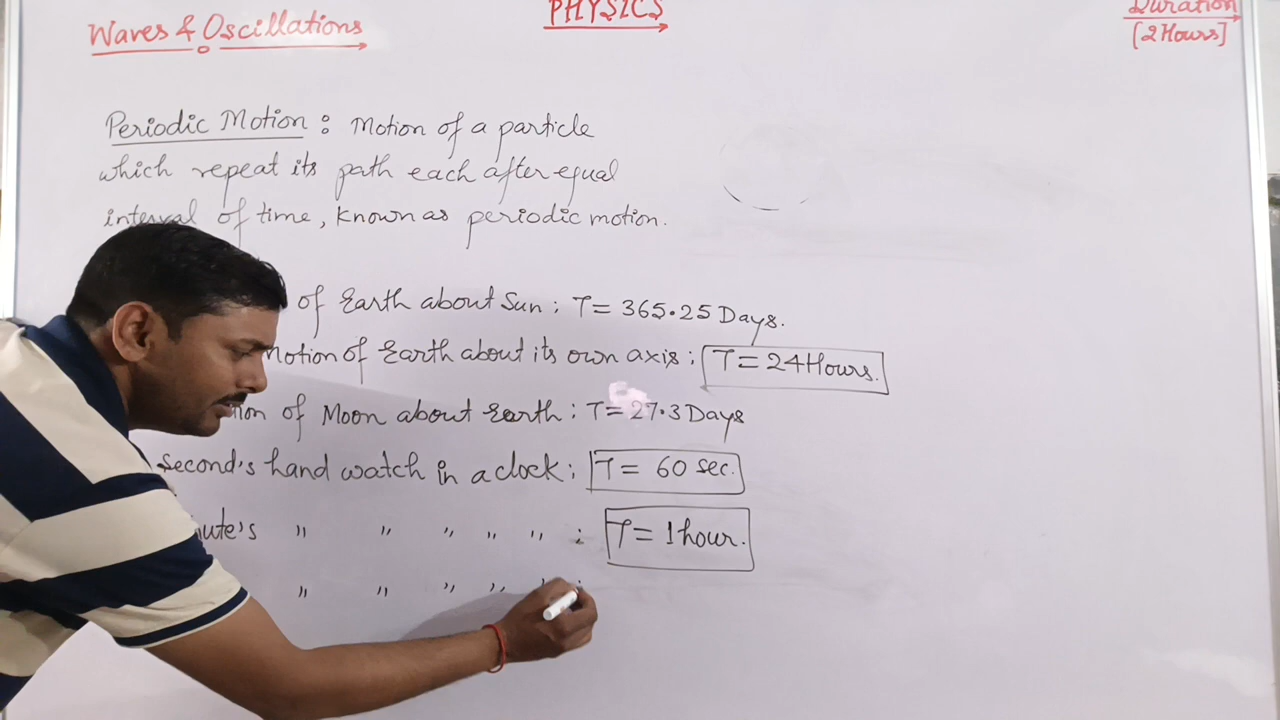 Waves & Oscillations
PHYSICS
Duration
[2 Hours]
Periodic Motion : Motion of a particle
which repeat its path each after equal
interval of time, known as periodic motion.
of Earth about Sun ; T = 365.25 Days.
Motion of Earth about its own axis ; T = 24 Hours.
of Moon about Earth ; T = 27.3 Days
second's hand watch in a clock ; T = 60 sec.
" " " " " ; T = 1 hour.
" " " " " ;